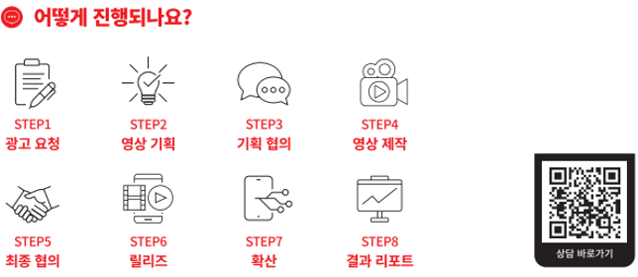 어떻게 진행되나요?
STEP1
광고 요청
STEP2
영상 기획
STEP3
기획 협의
STEP4
영상 제작
STEP5
최종 협의
STEP6
릴리즈
STEP7
확산
STEP8
결과 리포트
상담 바로가기